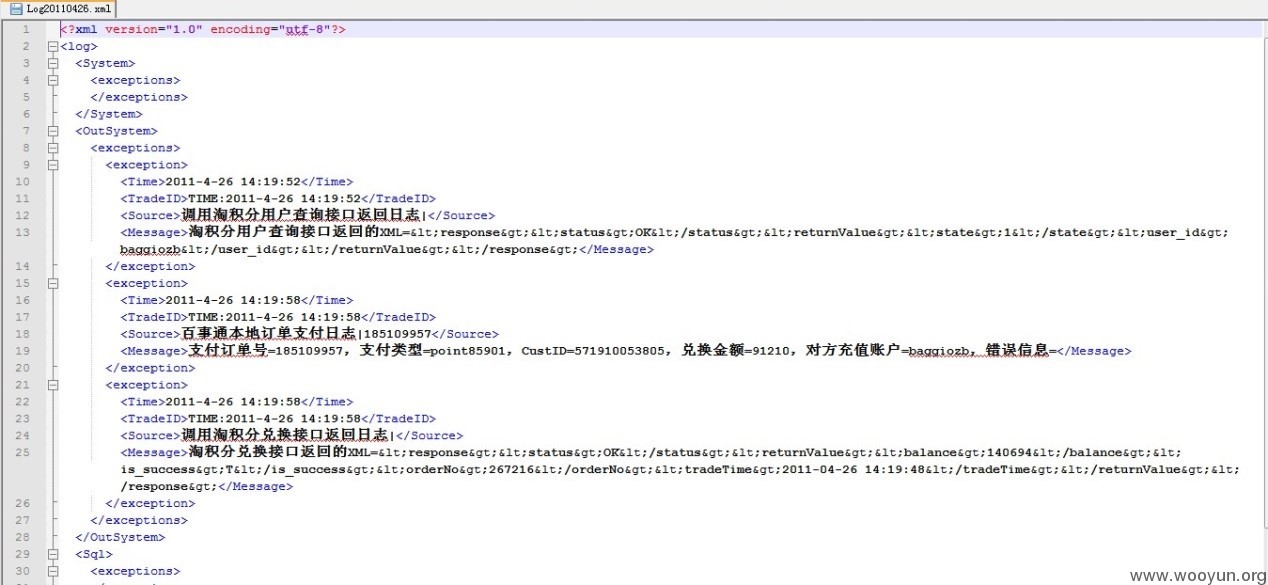 Log20110426.xml
1 <?xml version="1.0" encoding="utf-8"?>
2 <log>
3 <System>
4 <exceptions>
5 </exceptions>
6 </System>
7 <OutSystem>
8 <exceptions>
9 <exception>
10 <Time>2011-4-26 14:19:52</Time>
11 <TradeID>TIME:2011-4-26 14:19:52</TradeID>
12 <Source>调用淘积分用户查询接口返回日志|</Source>
13 <Message>淘积分用户查询接口返回的XML=&lt;response&gt;&lt;status&gt;OK&lt;/status&gt;&lt;returnValue&gt;&lt;state&gt;1&lt;/state&gt;&lt;user_id&gt;
baggiozb&lt;/user_id&gt;&lt;/returnValue&gt;&lt;/response&gt;</Message>
14 </exception>
15 <exception>
16 <Time>2011-4-26 14:19:58</Time>
17 <TradeID>TIME:2011-4-26 14:19:58</TradeID>
18 <Source>百事通本地订单支付日志|185109957</Source>
19 <Message>支付订单号=185109957, 支付类型=point85901, CustID=571910053805, 兑换金额=91210, 对方充值账户=baggiozb, 错误信息=</Message>
20 </exception>
21 <exception>
22 <Time>2011-4-26 14:19:58</Time>
23 <TradeID>TIME:2011-4-26 14:19:58</TradeID>
24 <Source>调用淘积分兑换接口返回日志|</Source>
25 <Message>淘积分兑换接口返回的XML=&lt;response&gt;&lt;status&gt;OK&lt;/status&gt;&lt;returnValue&gt;&lt;balance&gt;140694&lt;/balance&gt;&lt;
is_success&gt;T&lt;/is_success&gt;&lt;orderNo&gt;267216&lt;/orderNo&gt;&lt;tradeTime&gt;2011-04-26 14:19:48&lt;/tradeTime&gt;&lt;/returnValue&gt;&lt;
/response&gt;</Message>
26 </exception>
27 </exceptions>
28 </OutSystem>
29 <Sql>
30 <exceptions>
www.wooyun.org